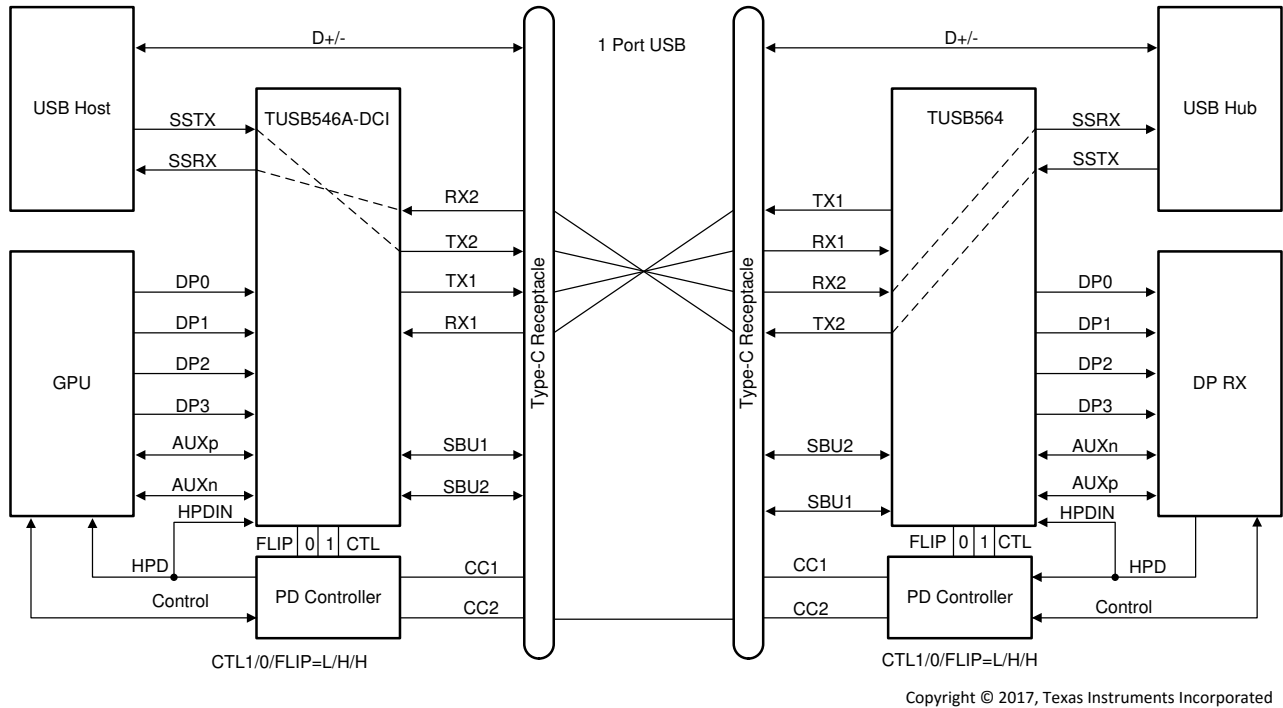 D+/-
1 Port USB
D+/-
USB Host
TUSB546A-DCI
TUSB564
USB Hub
SSTX
SSRX
SSRX
SSTX
RX2
TX2
TX1
RX1
TX1
RX1
RX2
TX2
Type-C Receptacle
Type-C Receptacle
GPU
DP0
DP1
DP2
DP3
AUXp
AUXn
HPDIN
SBU1
SBU2
SBU2
SBU1
DP0
DP1
DP2
DP3
AUXn
AUXp
HPDIN
DP RX
FLIP 0 1 CTL
FLIP 0 1 CTL
HPD
Control
PD Controller
CC1
CC2
CC1
CC2
PD Controller
HPD
Control
CTL1/0/FLIP=L/H/H
CTL1/0/FLIP=L/H/H
Copyright © 2017, Texas Instruments Incorporated